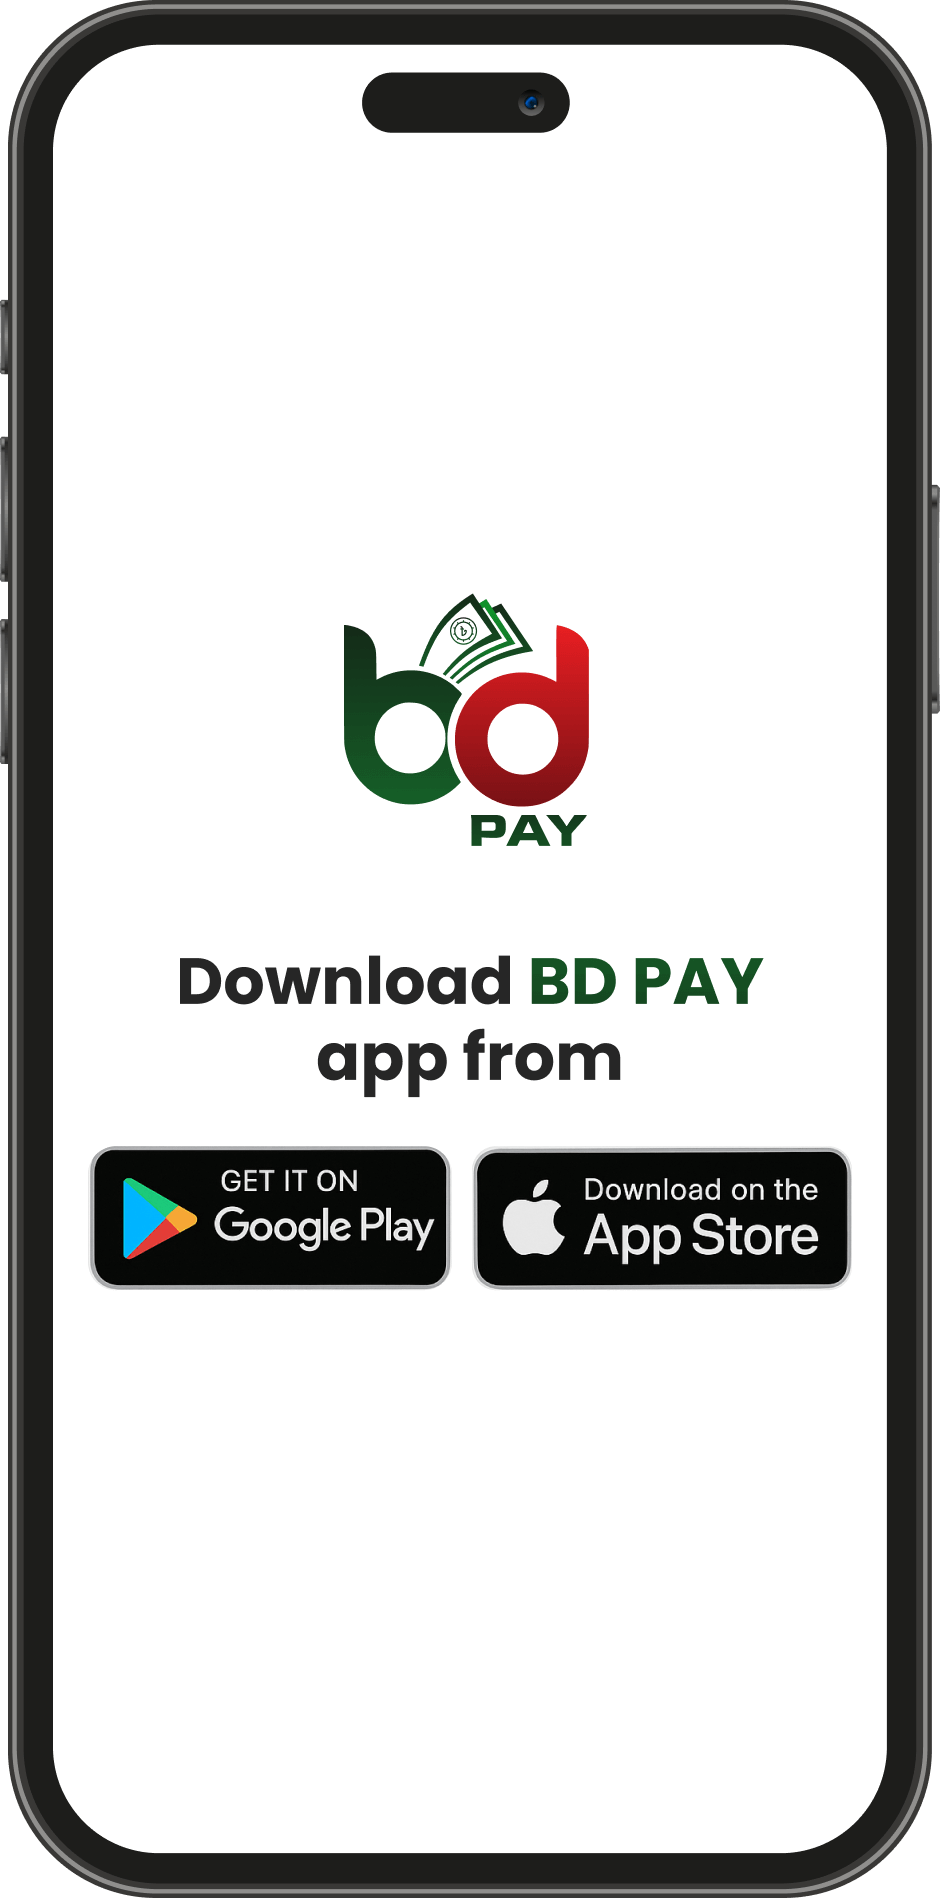 bd
PAY
Download BD PAY
app from
GET IT ON
Google Play
Download on the
App Store